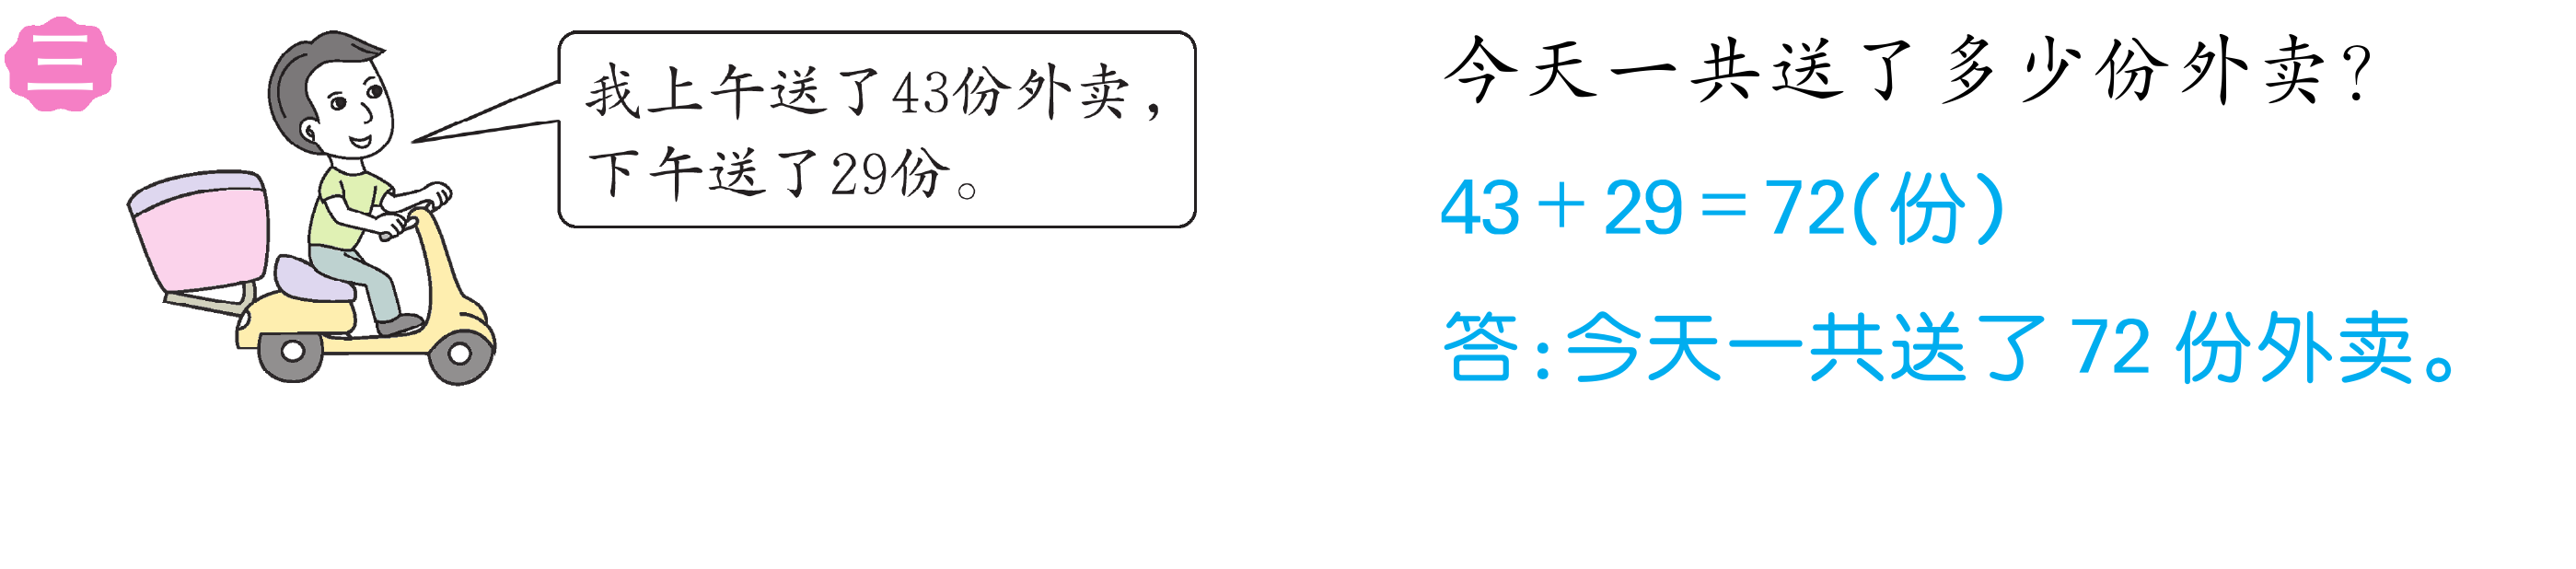 三
我上午送了43份外卖，
下午送了29份。
今天一共送了多少份外卖？
43＋29＝72(份)
答：今天一共送了 72 份外卖。